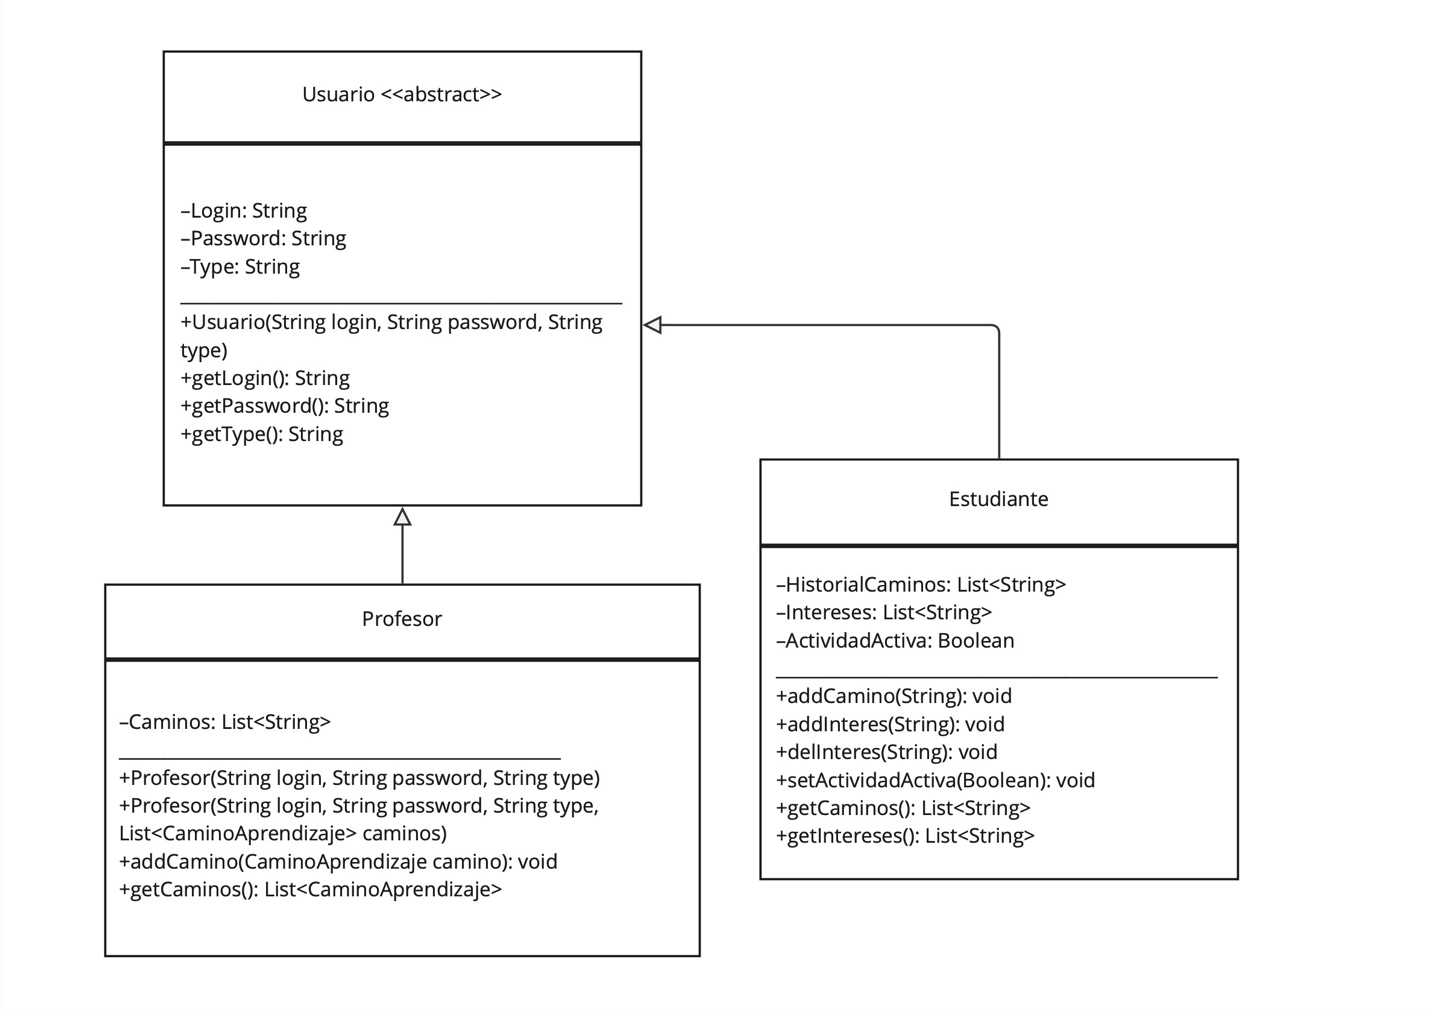 Usuario <<abstract>>
–Login: String
–Password: String
–Type: String
+Usuario(String login, String password, String
type)
+getLogin(): String
+getPassword(): String
+getType(): String
Profesor
–Caminos: List<String>
+Profesor(String login, String password, String type)
+Profesor(String login, String password, String type,
List<CaminoAprendizaje> caminos)
+addCamino(CaminoAprendizaje camino): void
+getCaminos(): List<CaminoAprendizaje>
Estudiante
–HistorialCaminos: List<String>
–Intereses: List<String>
–ActividadActiva: Boolean
+addCamino(String): void
+addInteres(String): void
+delInteres(String): void
+setActividadActiva(Boolean): void
+getCaminos(): List<String>
+getIntereses(): List<String>